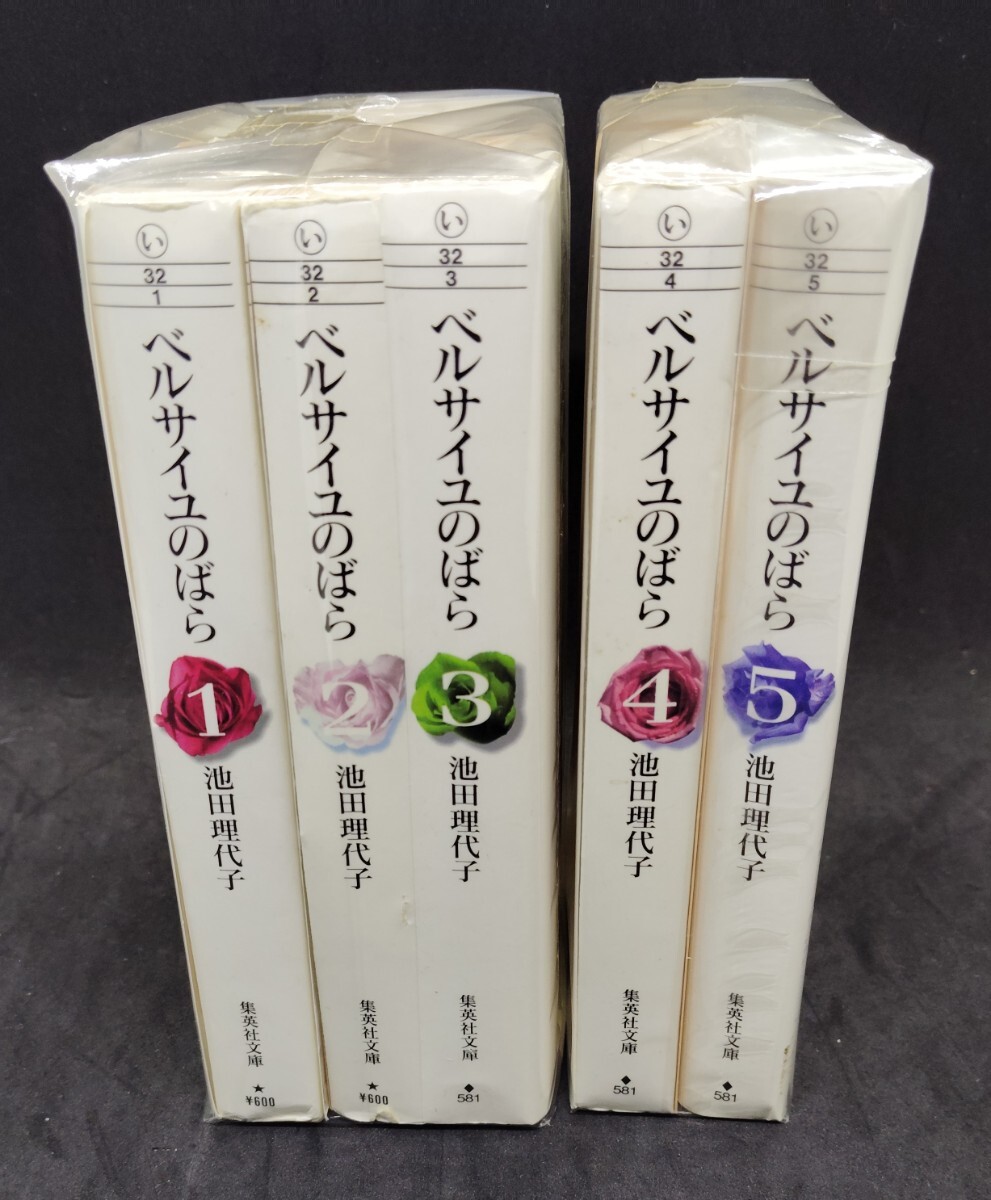 い
32
1
ベルサイユのばら
1
池田理代子
集英社文庫
★
¥600
い
32
2
ベルサイユのばら
2
池田理代子
集英社文庫
★
¥600
い
32
3
ベルサイユのばら
3
池田理代子
集英社文庫
◆
581
い
32
4
ベルサイユのばら
4
池田理代子
集英社文庫
◆
581
い
32
5
ベルサイユのばら
5
池田理代子
集英社文庫
◆
581